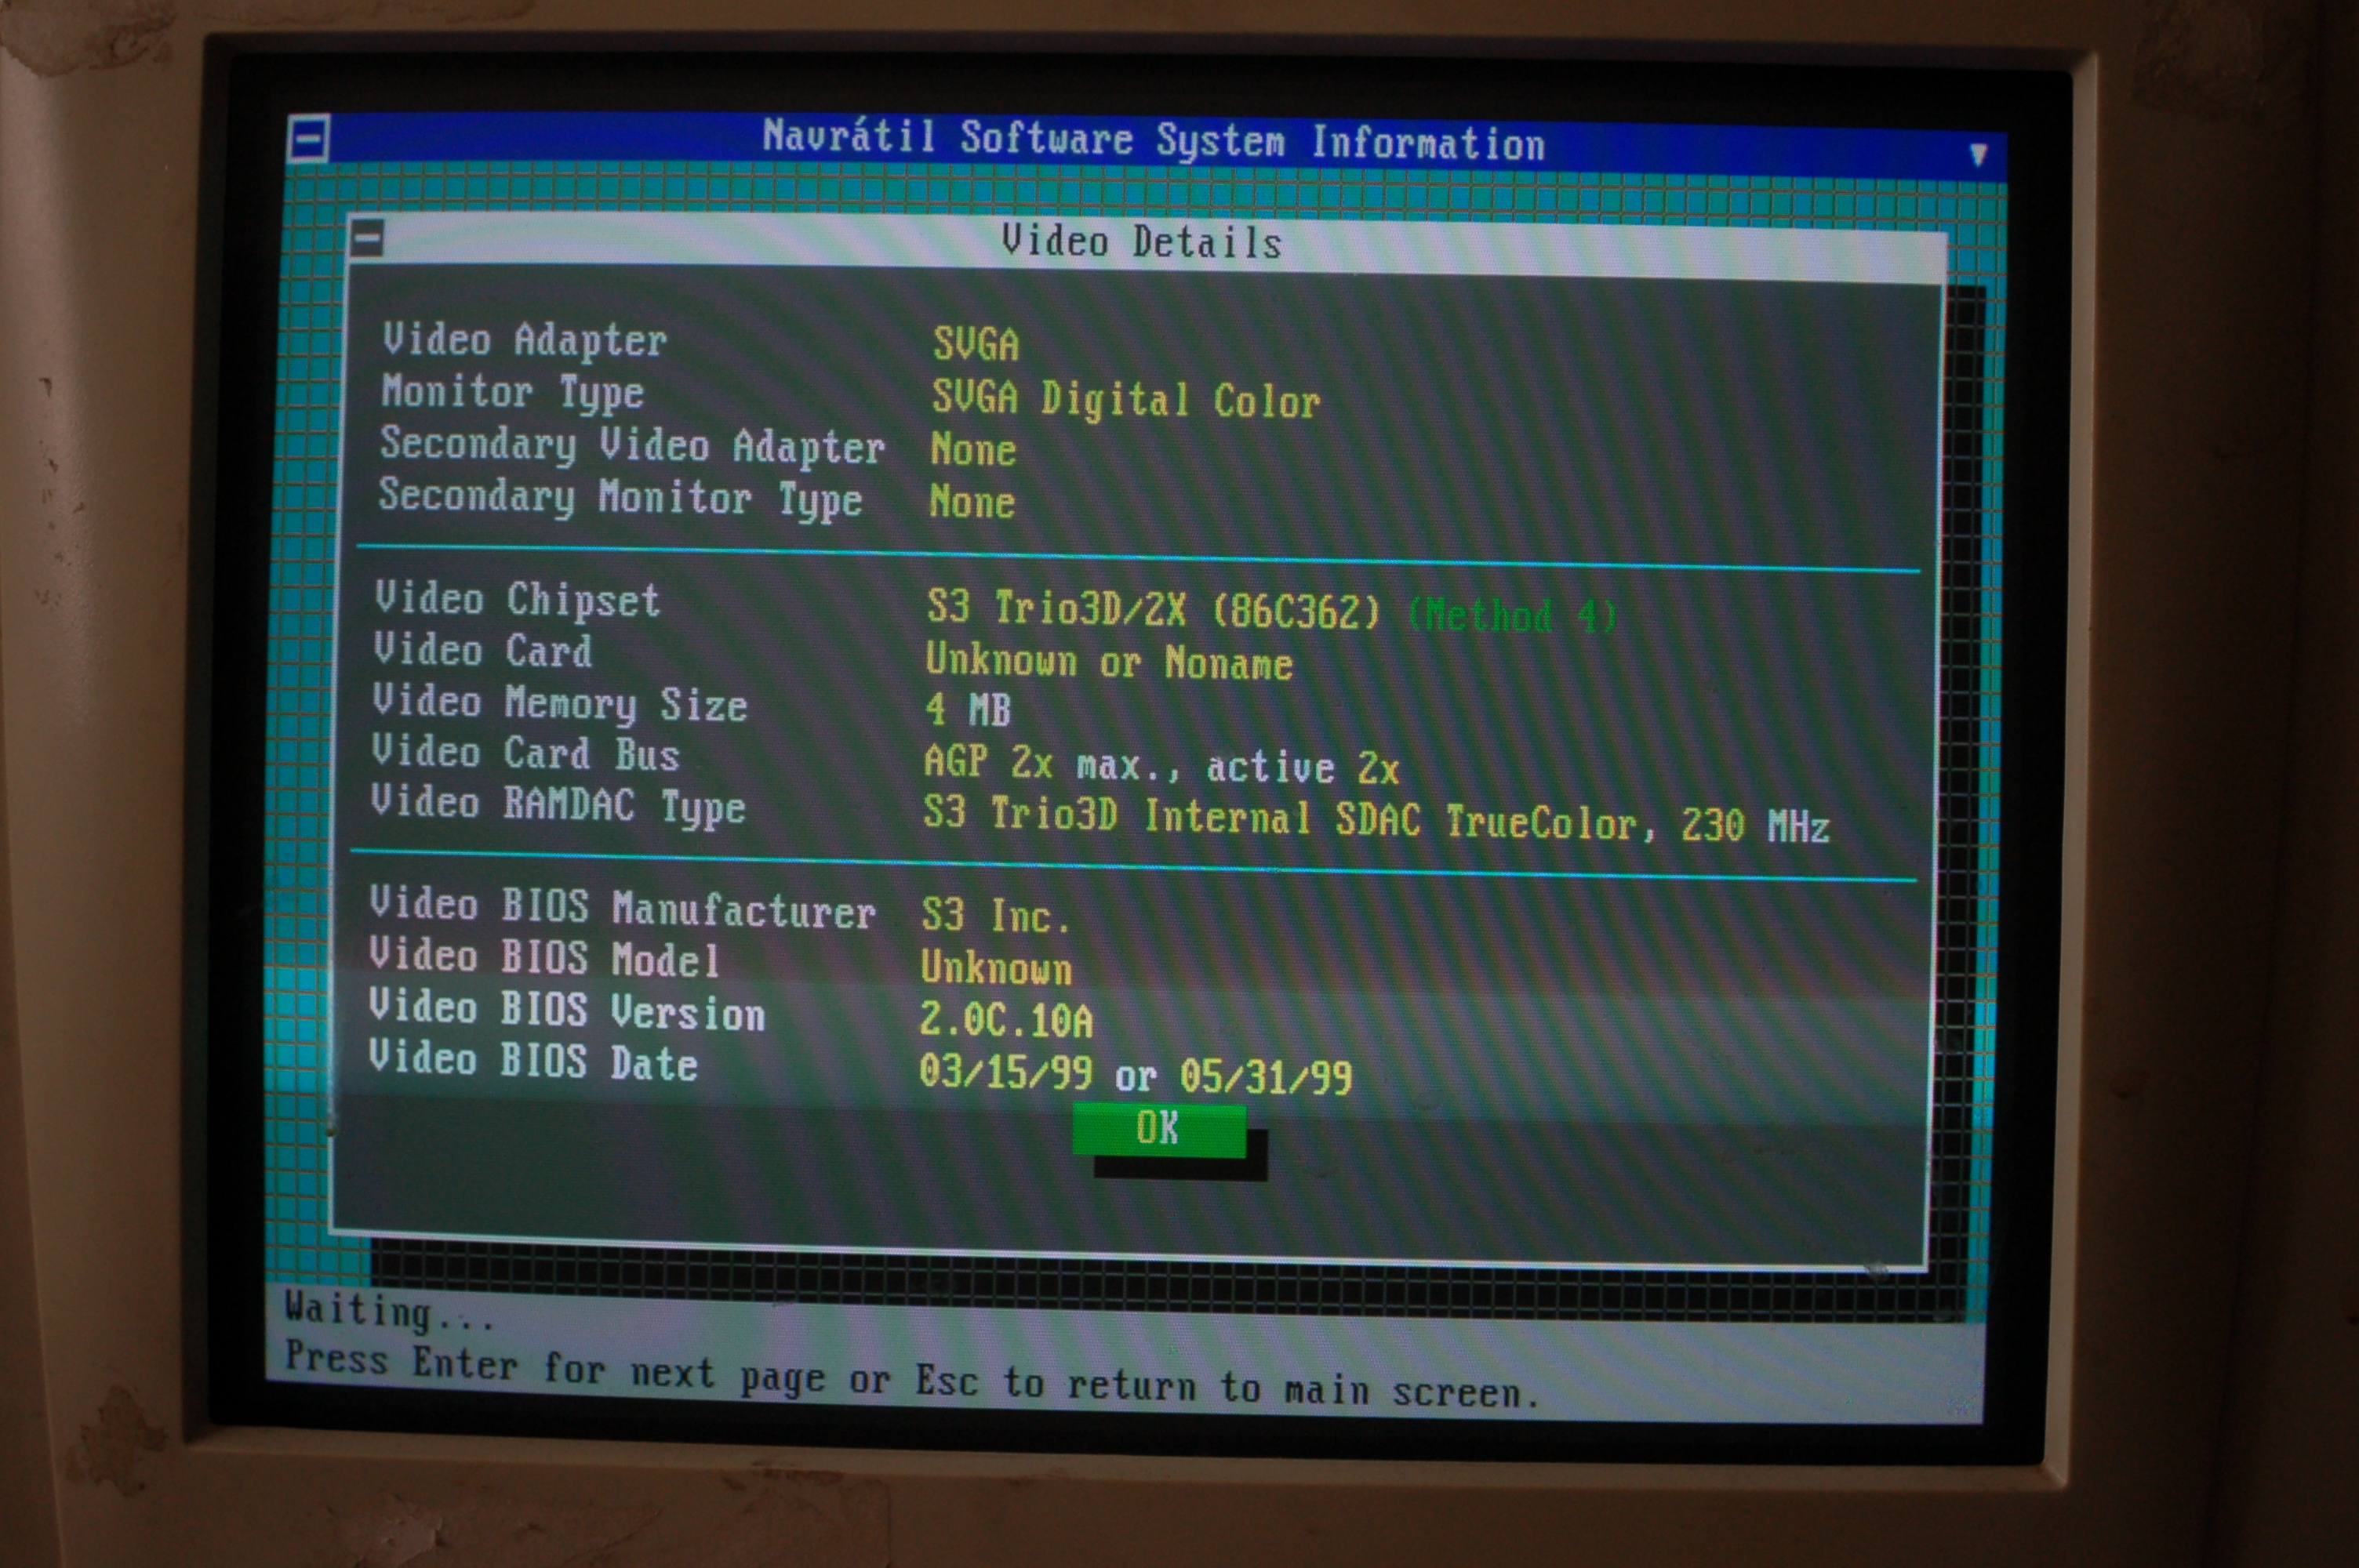 Navrátil Software System Information
Video Details
Video Adapter SVGA
Monitor Type SVGA Digital Color
Secondary Video Adapter None
Secondary Monitor Type None
Video Chipset S3 Trio3D/2X (86C362) (Method 4)
Video Card Unknown or Noname
Video Memory Size 4 MB
Video Card Bus AGP 2x max., active 2x
Video RAMDAC Type S3 Trio3D Internal SDAC TrueColor, 230 MHz
Video BIOS Manufacturer S3 Inc.
Video BIOS Model Unknown
Video BIOS Version 2.0C.10A
Video BIOS Date 03/15/99 or 05/31/99
OK
Waiting...
Press Enter for next page or Esc to return to main screen.